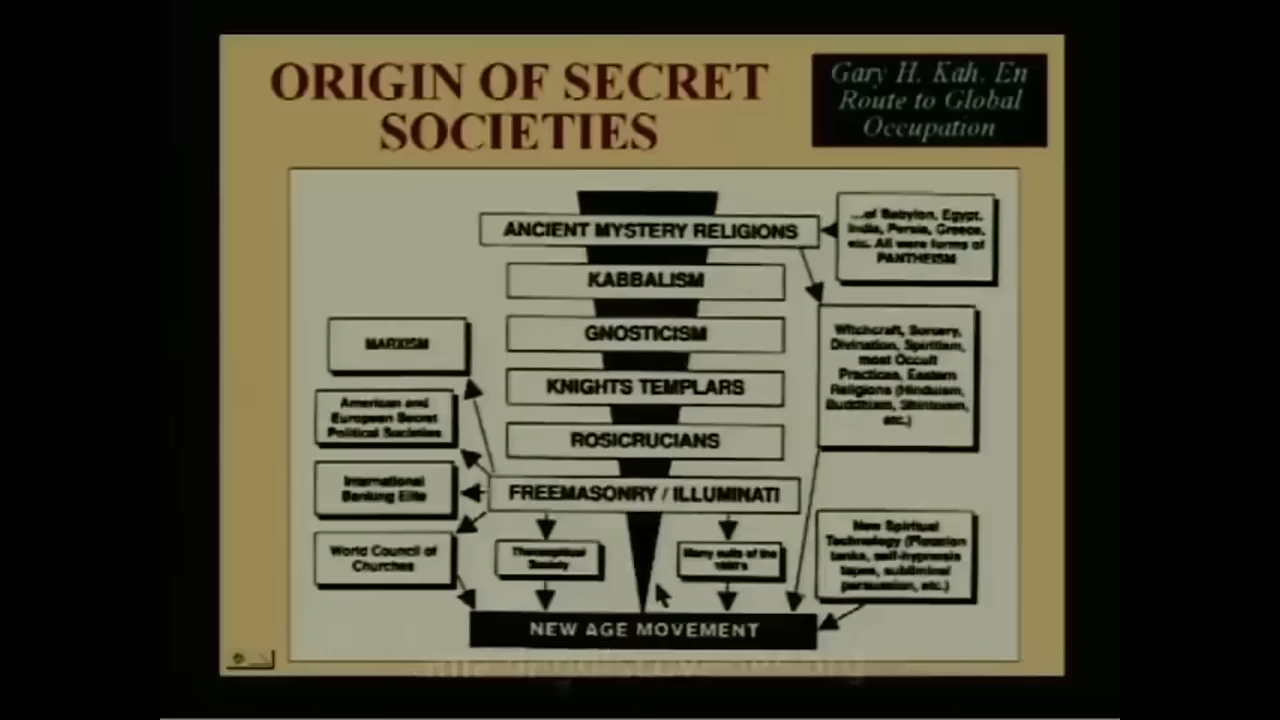 ORIGIN OF SECRET
SOCIETIES
Gary H. Kah. En
Route to Global
Occupation
ANCIENT MYSTERY RELIGIONS
...of Babylon, Egypt,
India, Persia, Greece,
etc. All were forms of
PANTHEISM
KABBALISM
GNOSTICISM
KNIGHTS TEMPLARS
ROSICRUCIANS
FREEMASONRY / ILLUMINATI
MARXISM
American and
European Secret
Political Societies
International
Banking Elite
World Council of
Churches
Witchcraft, Sorcery,
Divination, Spiritism,
most Occult
Practices, Eastern
Religions (Hinduism,
Buddhism, Shintoism,
etc.)
Theosophical
Society
Many cults of the
New Spiritual
Technology (Floatation
tanks, self-hypnosis
tapes, subliminal
persuasion, etc.)
NEW AGE MOVEMENT